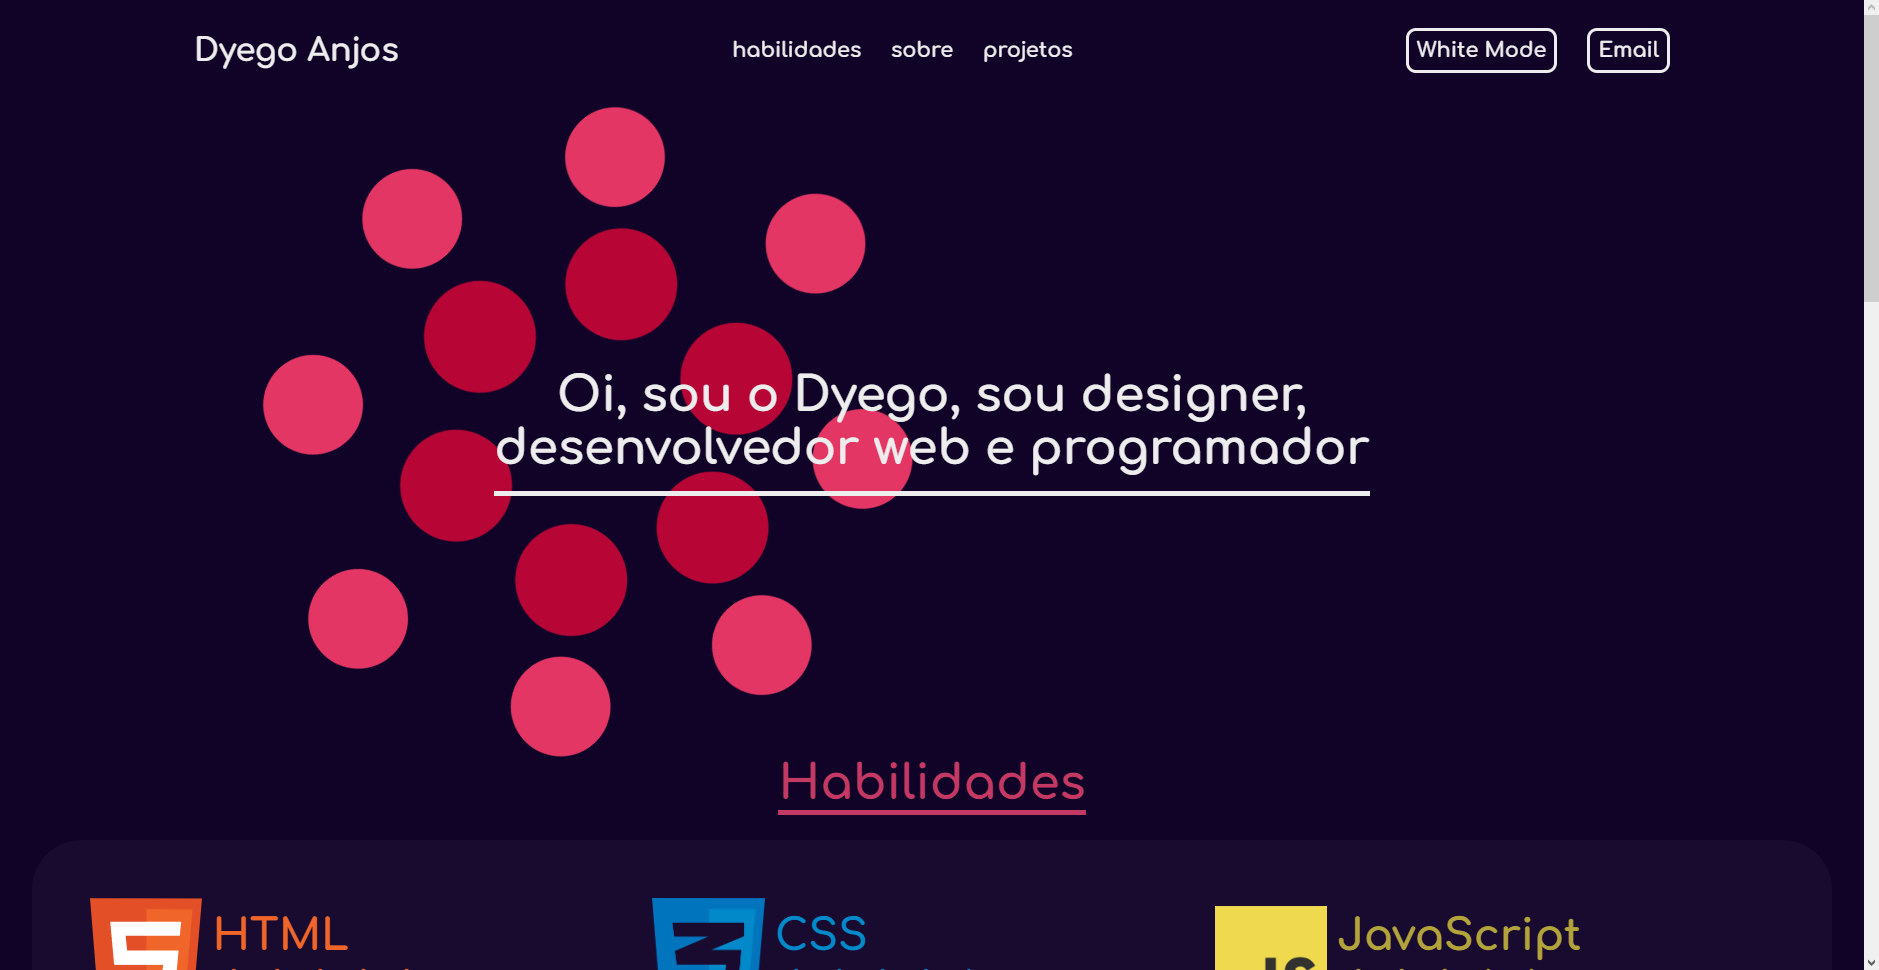 Dyego Anjos
habilidades sobre projetos
White Mode
Email
Oi, sou o Dyego, sou designer,
desenvolvedor web e programador
Habilidades
HTML
CSS
JS
JavaScript